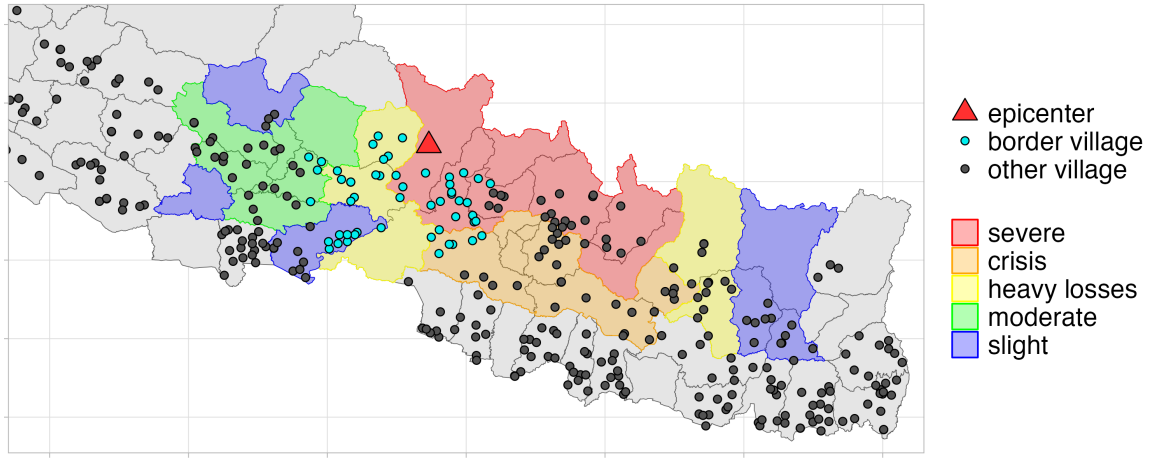 epicenter
border village
other village
severe
crisis
heavy losses
moderate
slight